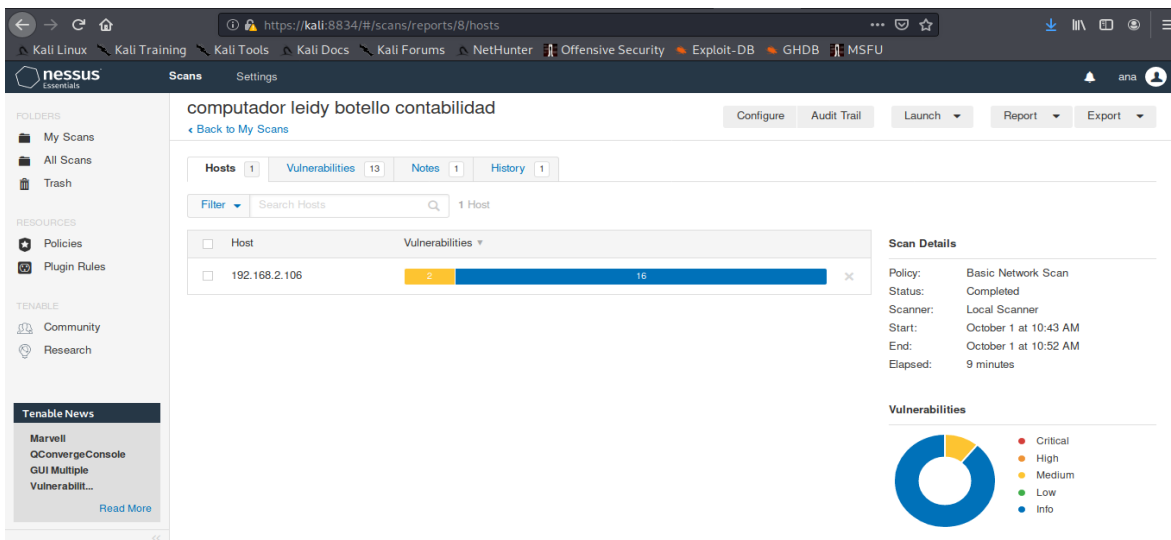 https://kali:8834/#/scans/reports/8/hosts
Kali Linux Kali Training Kali Tools Kali Docs Kali Forums NetHunter Offensive Security Exploit-DB GHDB MSFU
nessus Essentials Scans Settings ana
FOLDERS
My Scans
All Scans
Trash
RESOURCES
Policies
Plugin Rules
TENABLE
Community
Research
Tenable News
Marvell
QConvergeConsole
GUI Multiple
Vulnerabilit...
Read More
computador leidy botello contabilidad
Back to My Scans
Configure Audit Trail Launch Report Export
Hosts 1 Vulnerabilities 13 Notes 1 History 1
Filter Search Hosts 1 Host
Host Vulnerabilities
192.168.2.106 2 16
Scan Details
Policy: Basic Network Scan
Status: Completed
Scanner: Local Scanner
Start: October 1 at 10:43 AM
End: October 1 at 10:52 AM
Elapsed: 9 minutes
Vulnerabilities
Critical
High
Medium
Low
Info